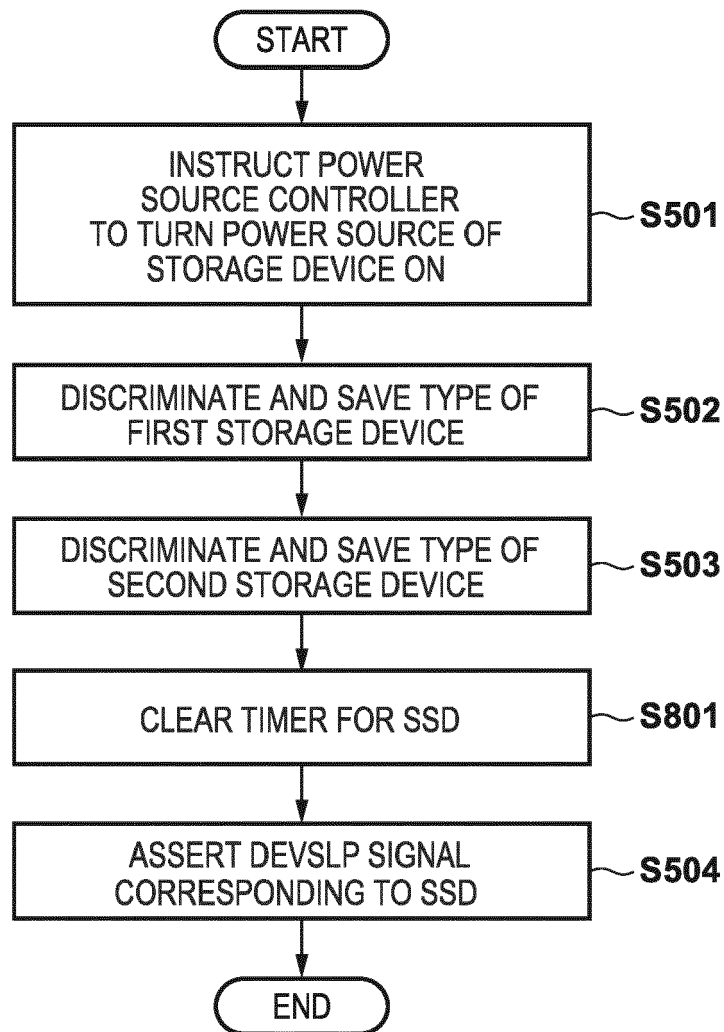 START
INSTRUCT POWER
SOURCE CONTROLLER
TO TURN POWER SOURCE OF
STORAGE DEVICE ON
S501
DISCRIMINATE AND SAVE TYPE OF
FIRST STORAGE DEVICE
S502
DISCRIMINATE AND SAVE TYPE OF
SECOND STORAGE DEVICE
S503
CLEAR TIMER FOR SSD
S801
ASSERT DEVSLP SIGNAL
CORRESPONDING TO SSD
S504
END